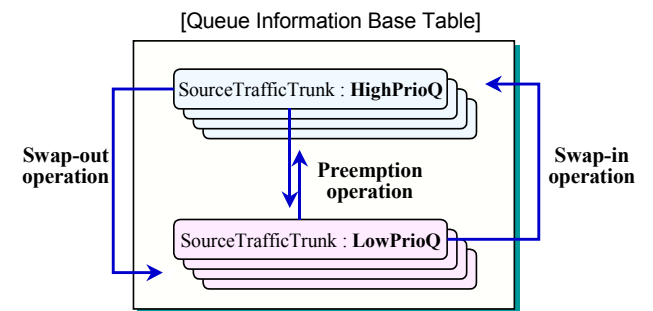 [Queue Information Base Table]
SourceTrafficTrunk : HighPrioQ
Swap-out
operation
Preemption
operation
Swap-in
operation
SourceTrafficTrunk : LowPrioQ